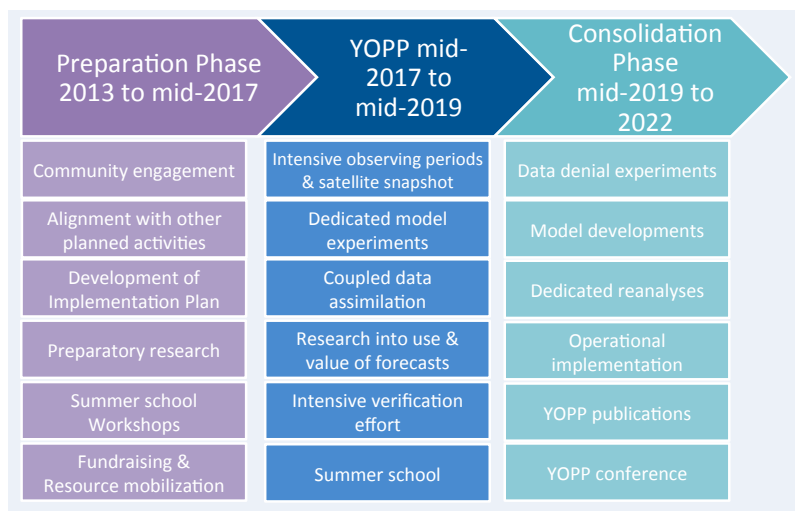 Preparation Phase
2013 to mid-2017
YOPP mid-
2017 to
mid-2019
Consolidation
Phase
mid-2019 to
2022
Community engagement
Alignment with other
planned activities
Development of
Implementation Plan
Preparatory research
Summer school
Workshops
Fundraising &
Resource mobilization
Intensive observing periods
& satellite snapshot
Dedicated model
experiments
Coupled data
assimilation
Research into use &
value of forecasts
Intensive verification
effort
Summer school
Data denial experiments
Model developments
Dedicated reanalyses
Operational
implementation
YOPP publications
YOPP conference